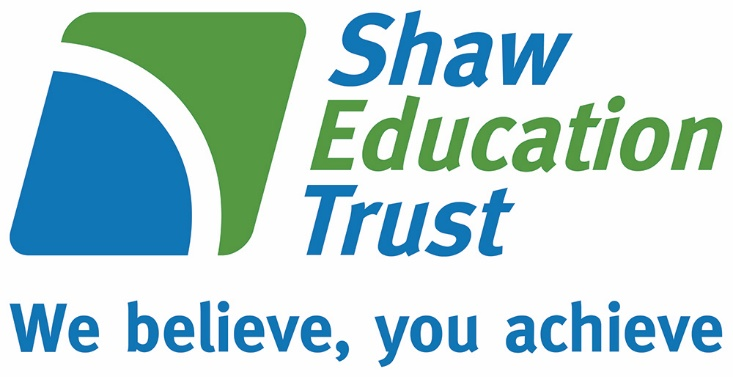 Shaw
Education
Trust
We believe, you achieve